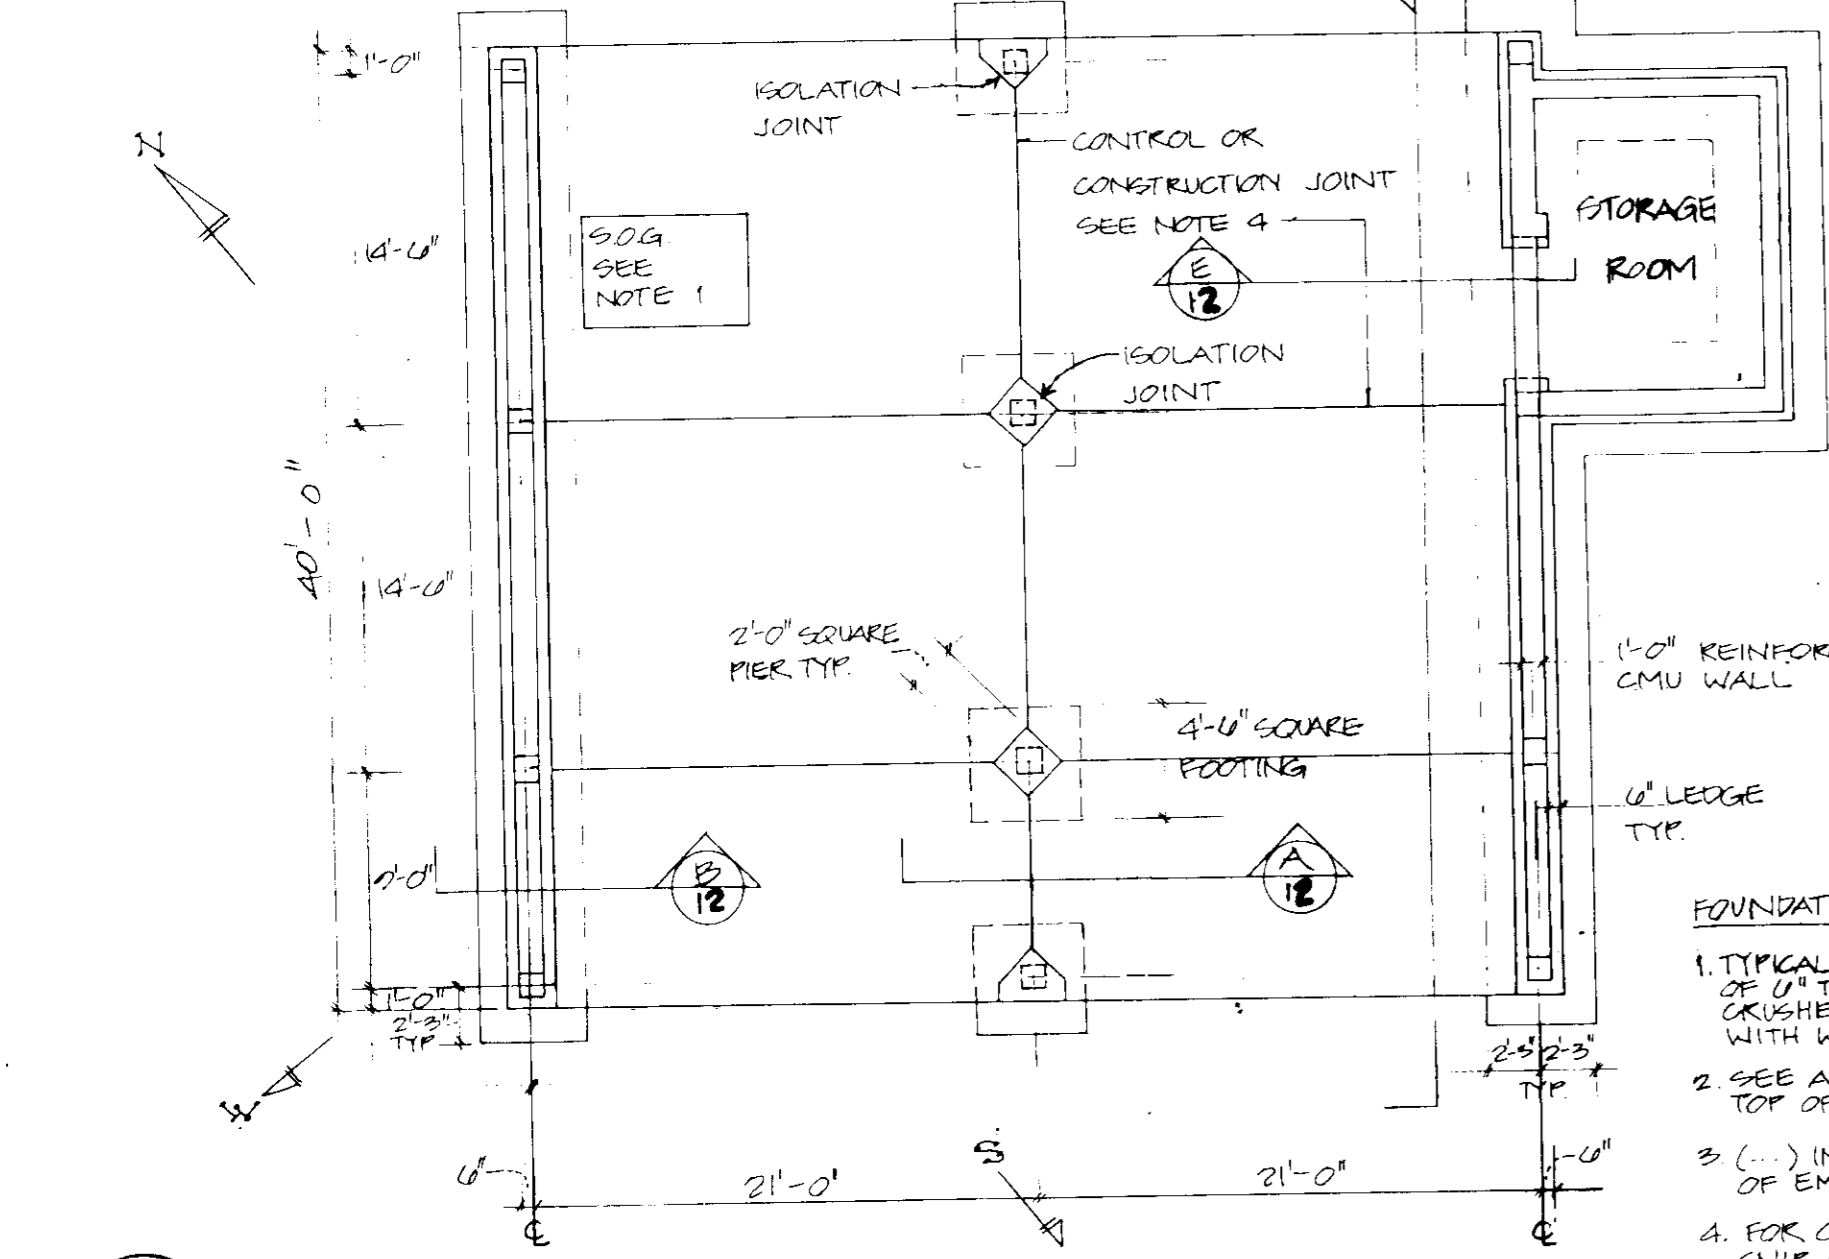 1'-0"
ISOLATION
JOINT
N
CONTROL OR
CONSTRUCTION JOINT
SEE NOTE 4
STORAGE
ROOM
14'-6"
S.O.G.
SEE
NOTE 1
E
12
ISOLATION
JOINT
40'-0"
14'-6"
2'-0" SQUARE
PIER TYP.
1'-0" REINFOR
CMU WALL
4'-6" SQUARE
FOOTING
6" LEDGE
TYP.
B
12
A
12
FOUNDAT
1. TYPICAL
OF 6" T
CRUSHE
WITH W
1'-0"
2'-3"
TYP
2'-3" 2'-3"
TYP.
2. SEE A
TOP OF
W
S
3. (...) IN
OF EM
6"
21'-0"
21'-0"
6"
4. FOR C